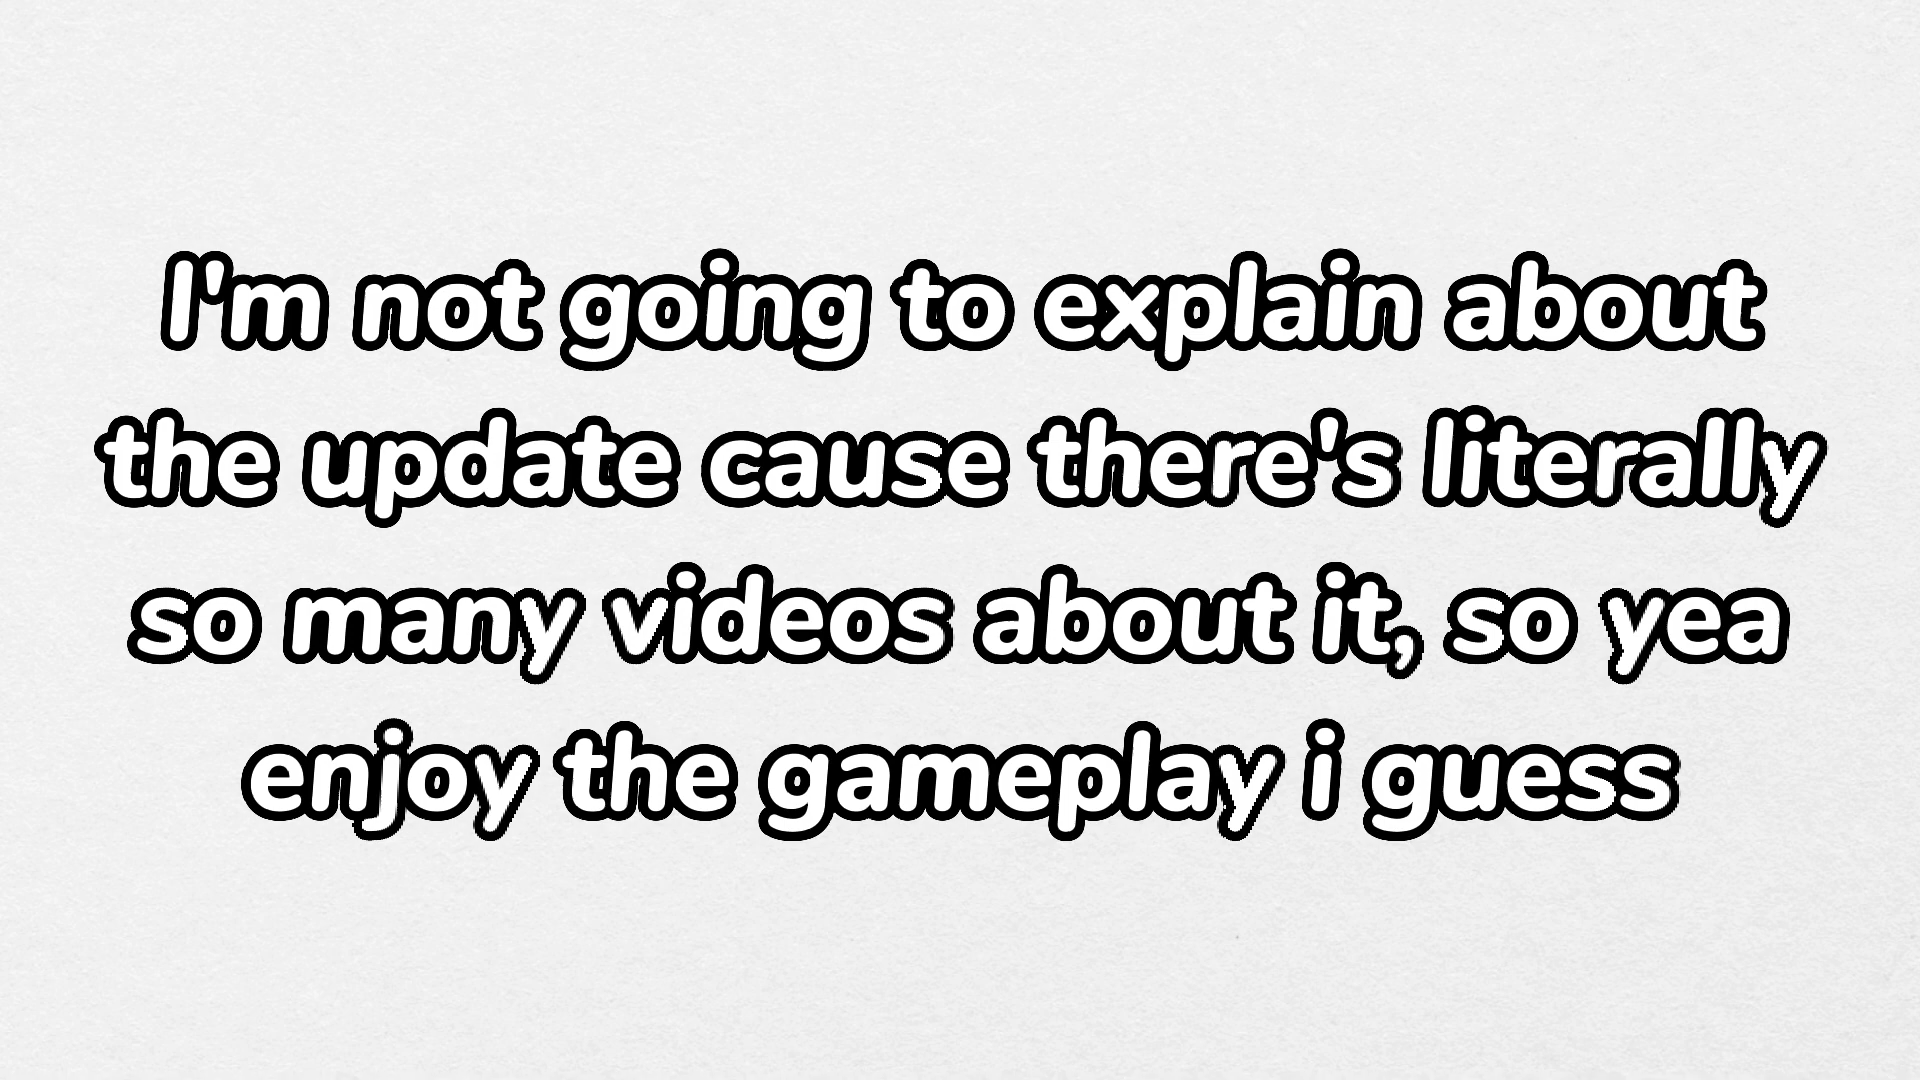 I'm not going to explain about
the update cause there's literally
so many videos about it, so yea
enjoy the gameplay i guess